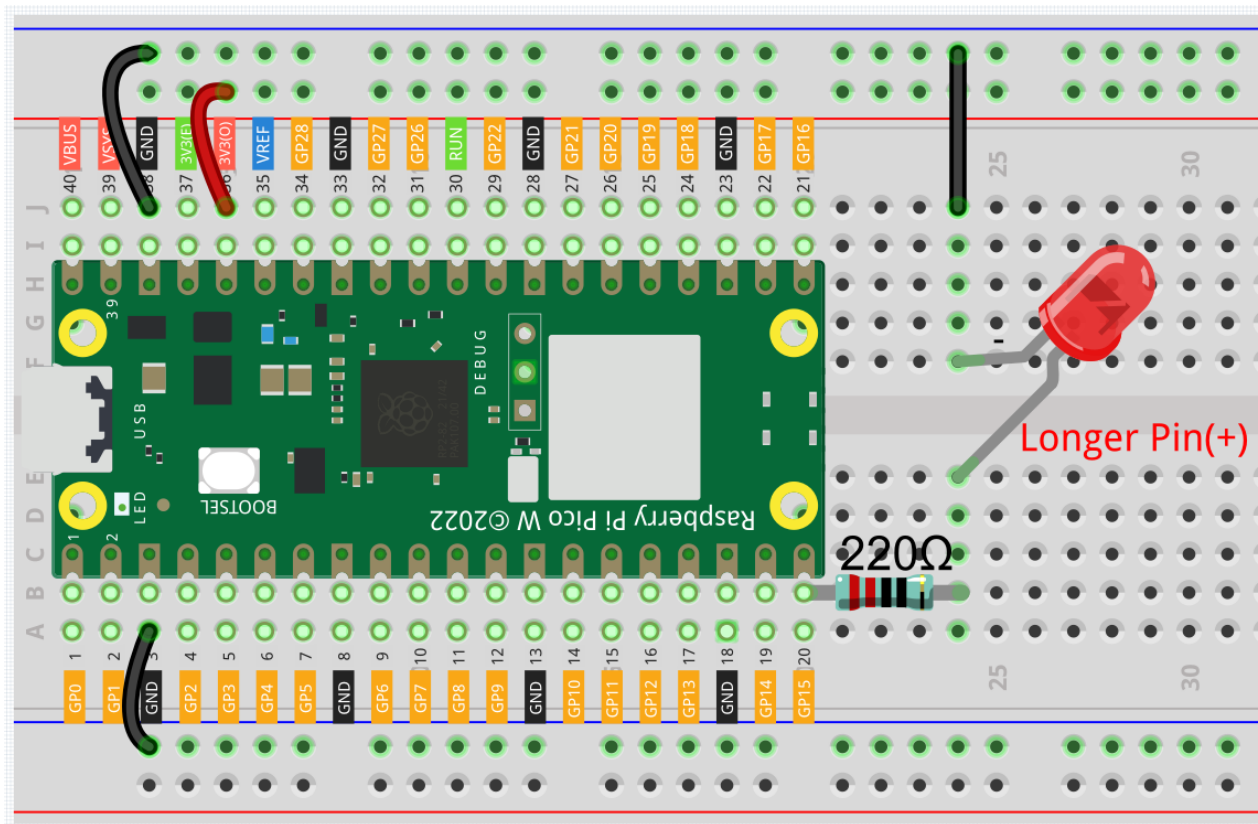 VBUS VSYS GND 3V3(E) 3V3(O) VREF GP28 GND GP27 GP26 RUN GP22 GND GP21 GP20 GP19 GP18 GND GP17 GP16
40 39 38 37 36 35 34 33 32 31 30 29 28 27 26 25 24 23 22 21
25 30
J
I
H
39
G
DEBUG
F
-
USB
Longer Pin(+)
E
BOOTSEL
LED
D
Raspberry Pi Pico W ©2022
1 2
C
220Ω
B
A
1 2 3 4 5 6 7 8 9 10 11 12 13 14 15 16 17 18 19 20
25 30
GP0 GP1 GND GP2 GP3 GP4 GP5 GND GP6 GP7 GP8 GP9 GND GP10 GP11 GP12 GP13 GND GP14 GP15